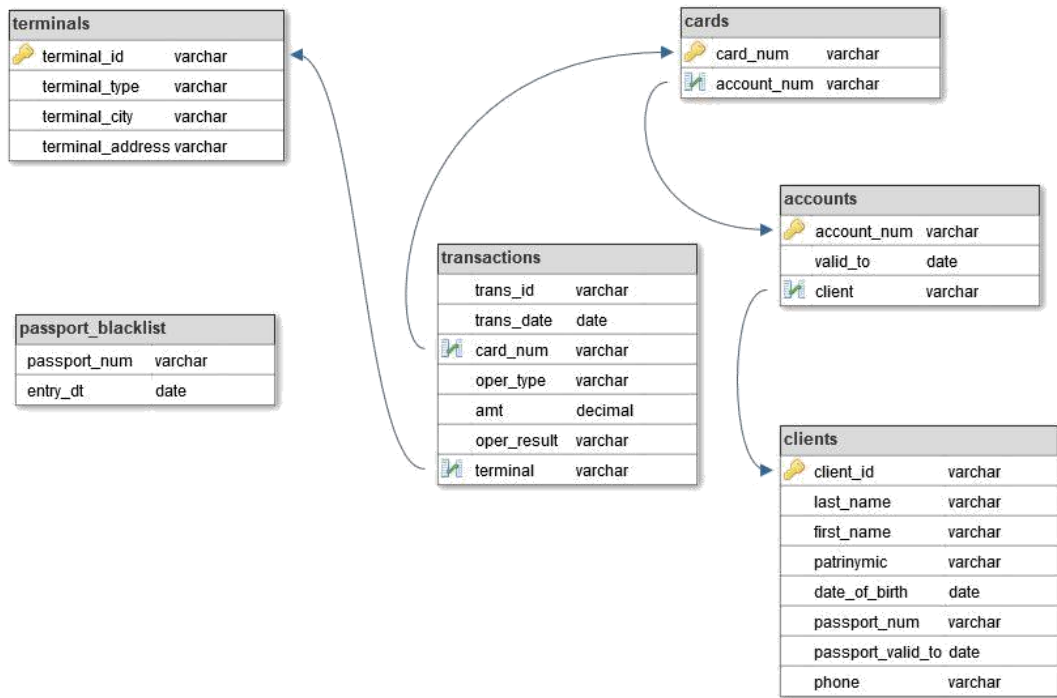 terminals
terminal_id varchar
terminal_type varchar
terminal_city varchar
terminal_address varchar
cards
card_num varchar
account_num varchar
accounts
account_num varchar
valid_to date
client varchar
transactions
trans_id varchar
trans_date date
card_num varchar
oper_type varchar
amt decimal
oper_result varchar
terminal varchar
passport_blacklist
passport_num varchar
entry_dt date
clients
client_id varchar
last_name varchar
first_name varchar
patrinymic varchar
date_of_birth date
passport_num varchar
passport_valid_to date
phone varchar